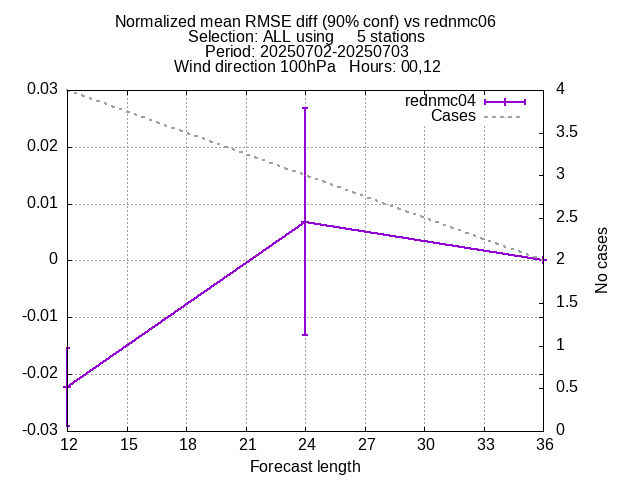 Normalized mean RMSE diff (90% conf) vs rednmc06
Selection: ALL using     5 stations
Period: 20250702-20250703
Wind direction 100hPa   Hours: 00,12
rednmc04
Cases
0.03
0.02
0.01
0
-0.01
-0.02
-0.03
4
3.5
3
2.5
2
1.5
1
0.5
0
No cases
12 15 18 21 24 27 30 33 36
Forecast length